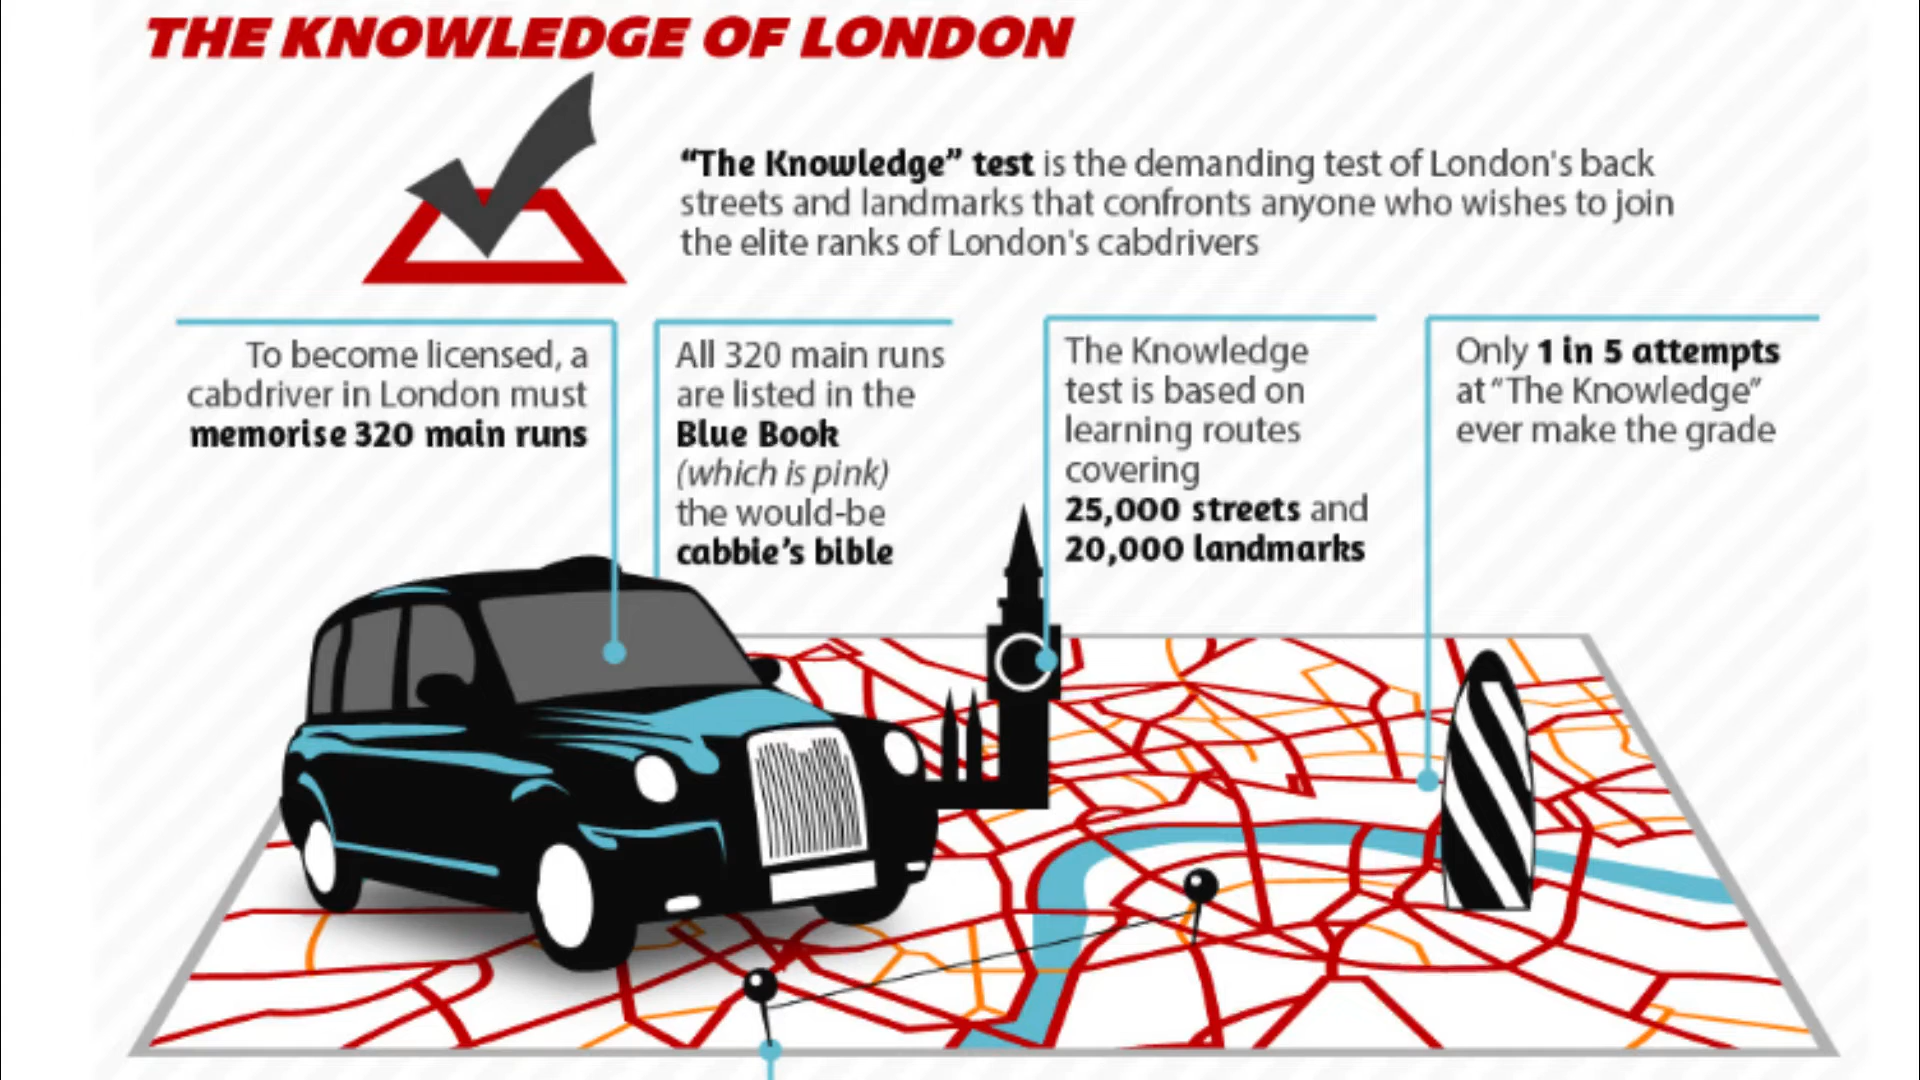 THE KNOWLEDGE OF LONDON
“The Knowledge” test is the demanding test of London's back
streets and landmarks that confronts anyone who wishes to join
the elite ranks of London's cabdrivers
To become licensed, a
cabdriver in London must
memorise 320 main runs
All 320 main runs
are listed in the
Blue Book
(which is pink)
the would-be
cabbie’s bible
The Knowledge
test is based on
learning routes
covering
25,000 streets and
20,000 landmarks
Only 1 in 5 attempts
at “The Knowledge”
ever make the grade